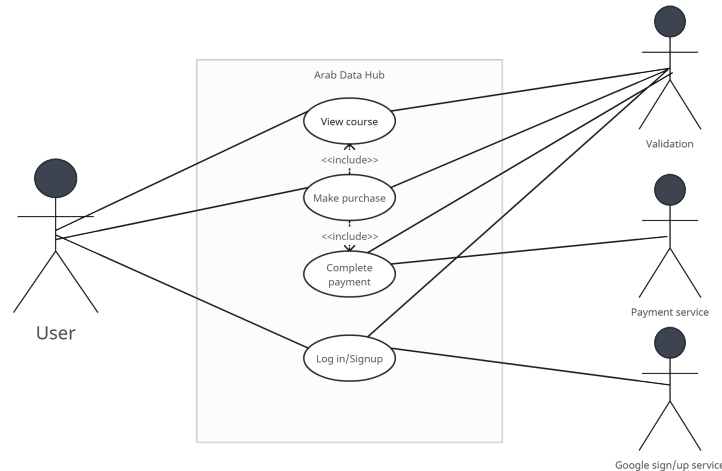 Arab Data Hub
View course
<<include>>
Make purchase
<<include>>
Complete
payment
Log in/Signup
User
Validation
Payment service
Google sign/up service